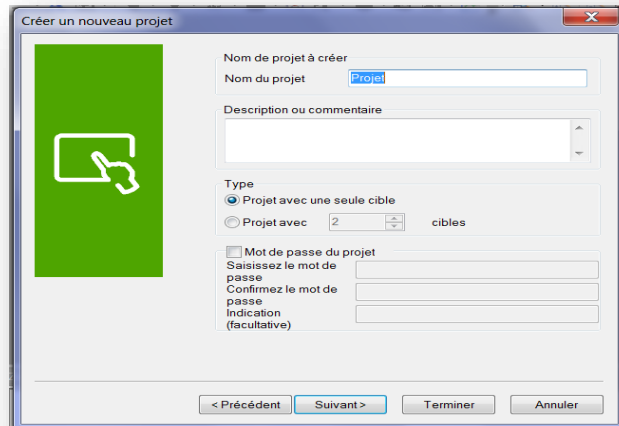 Créer un nouveau projet
Nom de projet à créer
Nom du projet
Projet
Description ou commentaire
Type
Projet avec une seule cible
Projet avec 2 cibles
Mot de passe du projet
Saisissez le mot de
passe
Confirmez le mot de
passe
Indication
(facultative)
< Précédent Suivant > Terminer Annuler